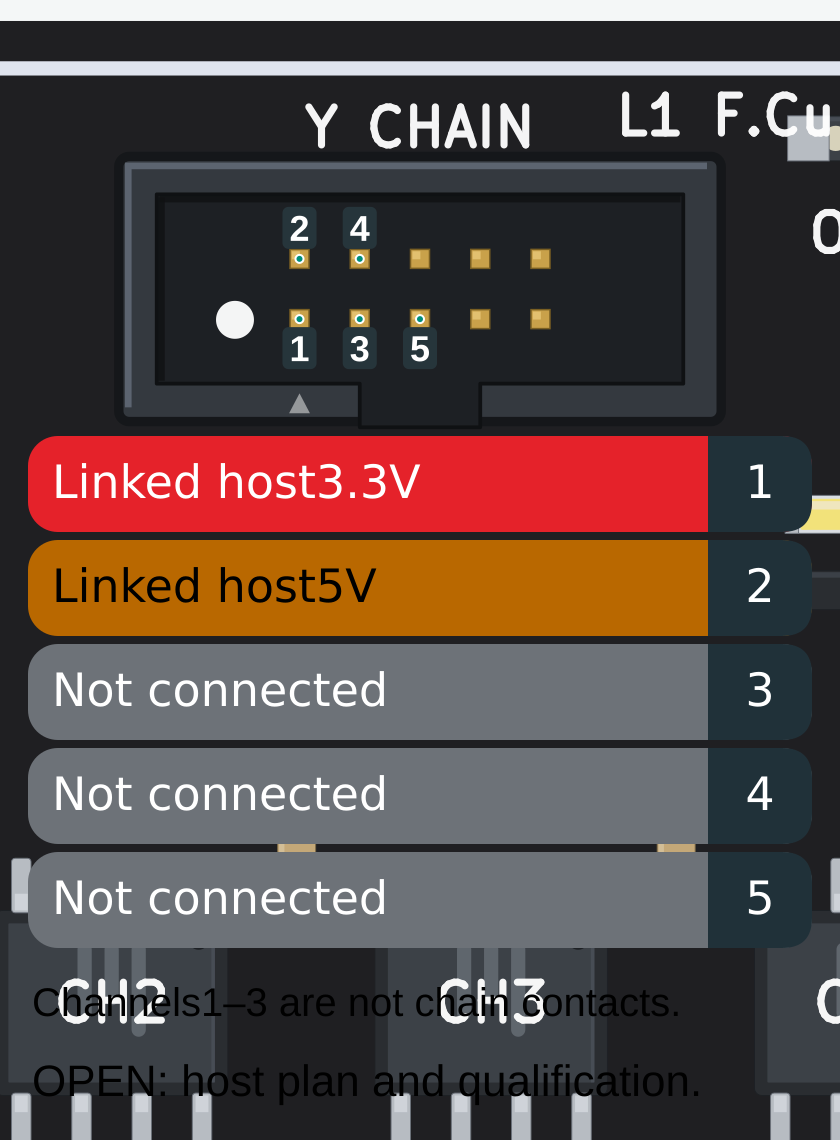 Y CHAIN
L1 F.Cu
2 4
1 3 5
Linked host3.3V 1
Linked host5V 2
Not connected 3
Not connected 4
Not connected 5
CH2 CH3
Channels1–3 are not chain contacts.
OPEN: host plan and qualification.